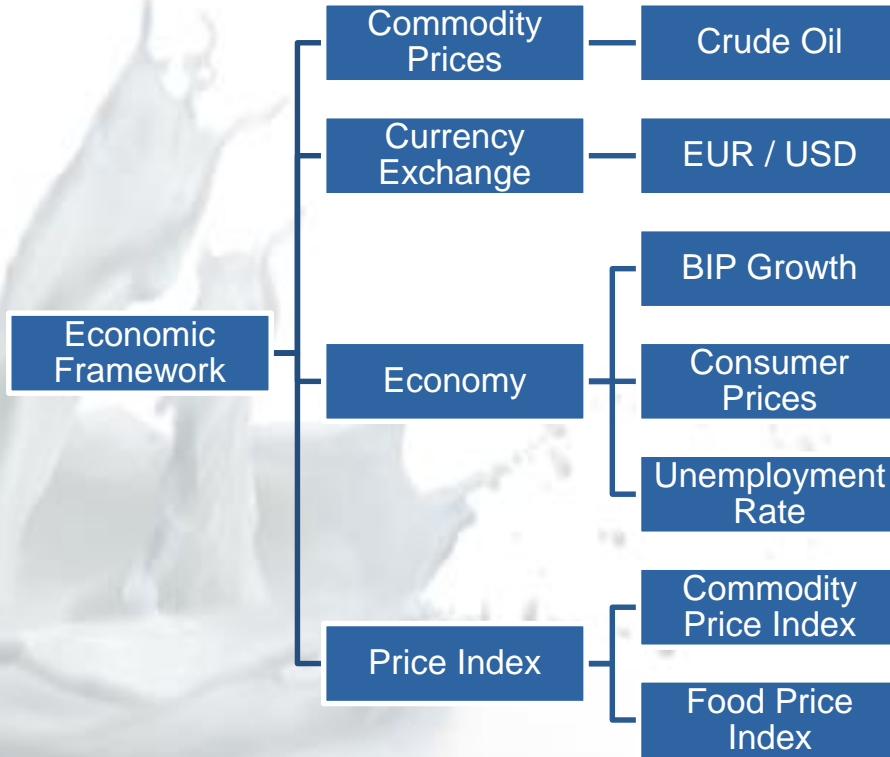 Commodity
Prices
Crude Oil
Currency
Exchange
EUR / USD
BIP Growth
Economic
Framework
Economy
Consumer
Prices
Unemployment
Rate
Commodity
Price Index
Price Index
Food Price
Index